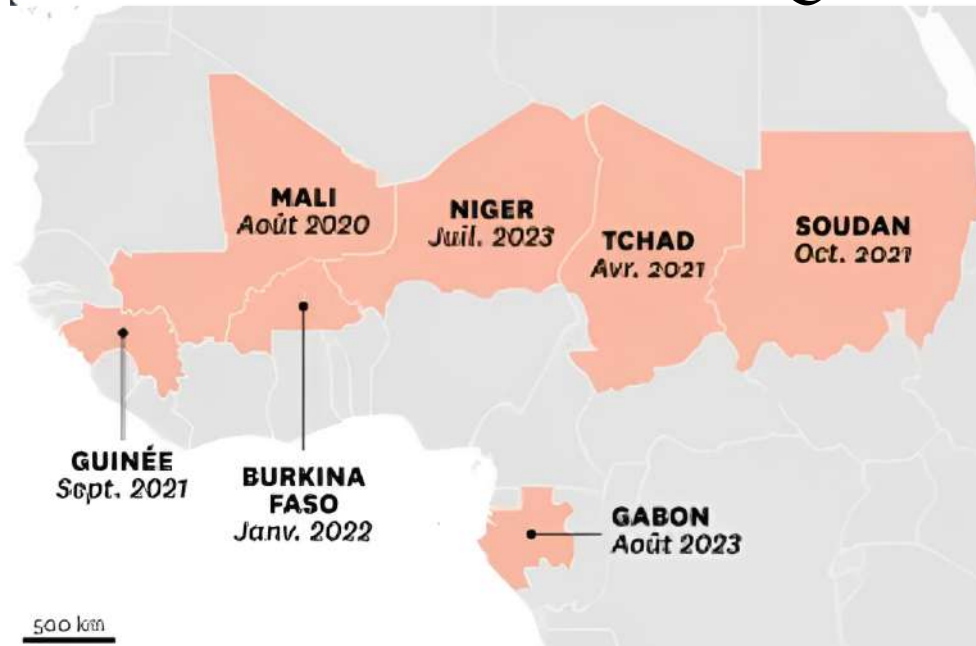 MALI
Août 2020
NIGER
Juil. 2023
TCHAD
Avr. 2021
SOUDAN
Oct. 2021
GUINÉE
Sept. 2021
BURKINA
FASO
Janv. 2022
GABON
Août 2023
500 km